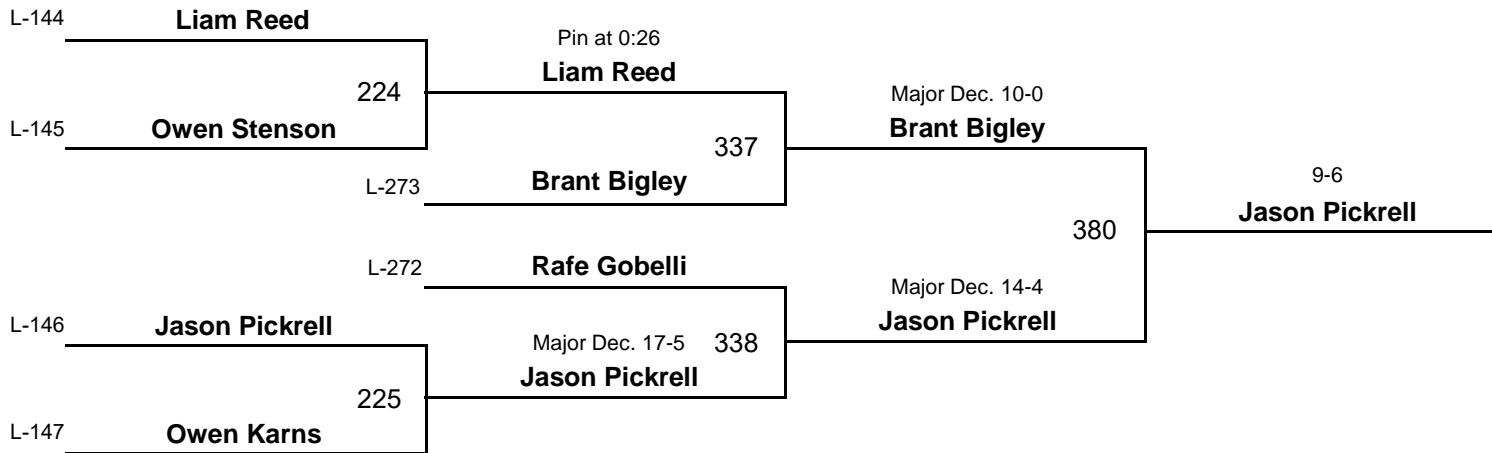 L-144
Liam Reed
Pin at 0:26
Liam Reed
224
Major Dec. 10-0
L-145
Owen Stenson
Brant Bigley
337
L-273
Brant Bigley
9-6
Jason Pickrell
380
L-272
Rafe Gobelli
Major Dec. 14-4
L-146
Jason Pickrell
Jason Pickrell
Major Dec. 17-5
338
Jason Pickrell
225
L-147
Owen Karns